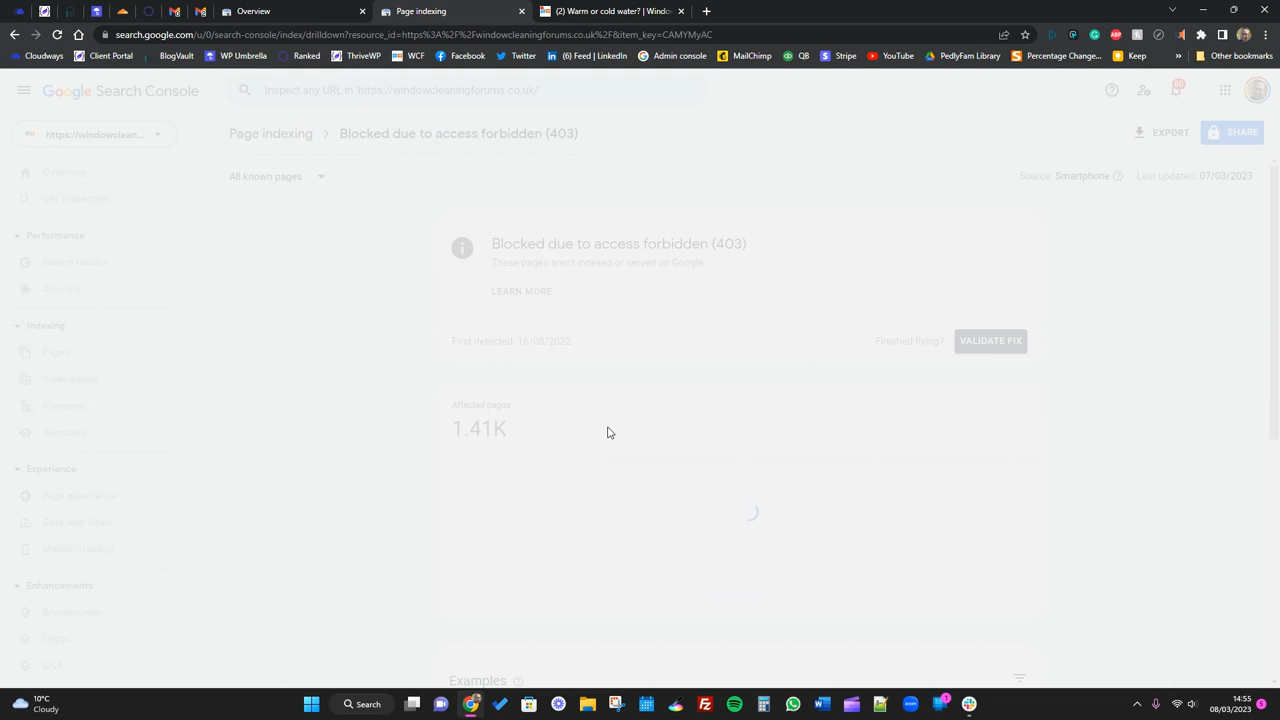 Overview
Page indexing
(2) Warm or cold water? | Windo
search.google.com/u/0/search-console/index/drilldown?resource_id=https%3A%2F%2Fwindowcleaningforums.co.uk%2F&item_key=CAMYMyAC
Cloudways
Client Portal
BlogVault
WP Umbrella
Ranked
ThriveWP
WCF
Twitter
(6) Feed | LinkedIn
Admin console
MailChimp
QB
Stripe
YouTube
PedlyFam Library
Percentage Change...
Keep
»
Other bookmarks
Google Search Console
Inspect any URL in 'https://windowcleaningforums.co.uk/'
https://windowclean...
Page indexing > Blocked due to access forbidden (403)
EXPORT
SHARE
All known pages
Source: Smartphone
Last updated: 07/03/2023
Overview
URL inspection
Performance
Search results
Discover
Indexing
Pages
Video pages
Sitemaps
Removals
Experience
Page experience
Core Web Vitals
Mobile Usability
Enhancements
Breadcrumbs
Logos
Q&A
Blocked due to access forbidden (403)
These pages aren't indexed or served on Google
LEARN MORE
First detected: 16/08/2022
Finished fixing?
VALIDATE FIX
Affected pages
1.41K
Examples
10°C
Cloudy
Search
14:55
08/03/2023